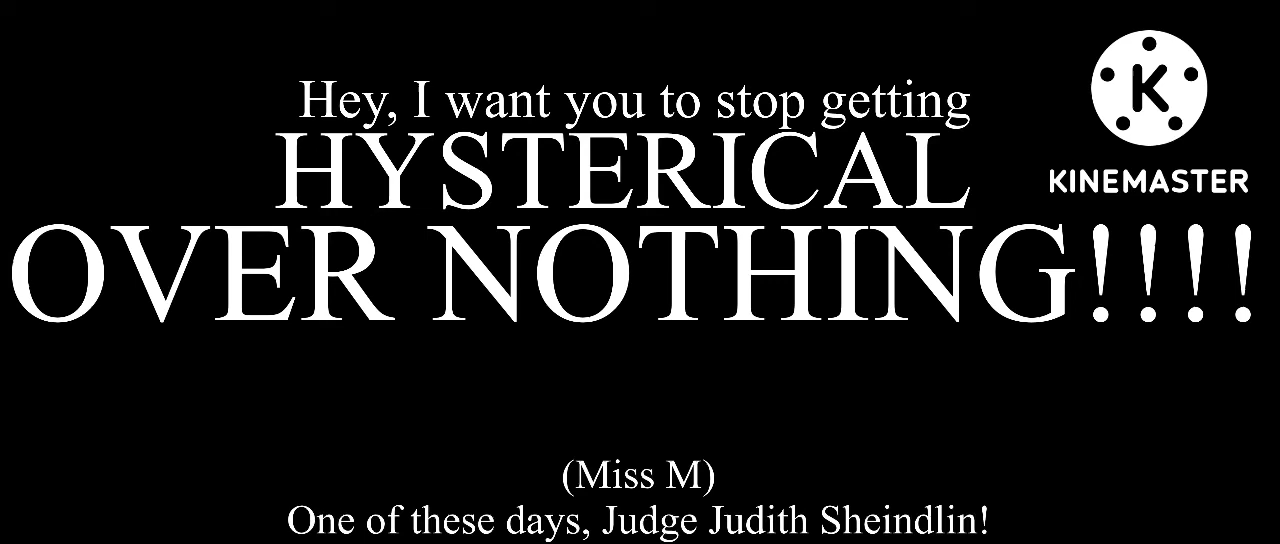 Hey, I want you to stop getting
HYSTERICAL
OVER NOTHING!!!!
K
KINEMASTER
(Miss M)
One of these days, Judge Judith Sheindlin!